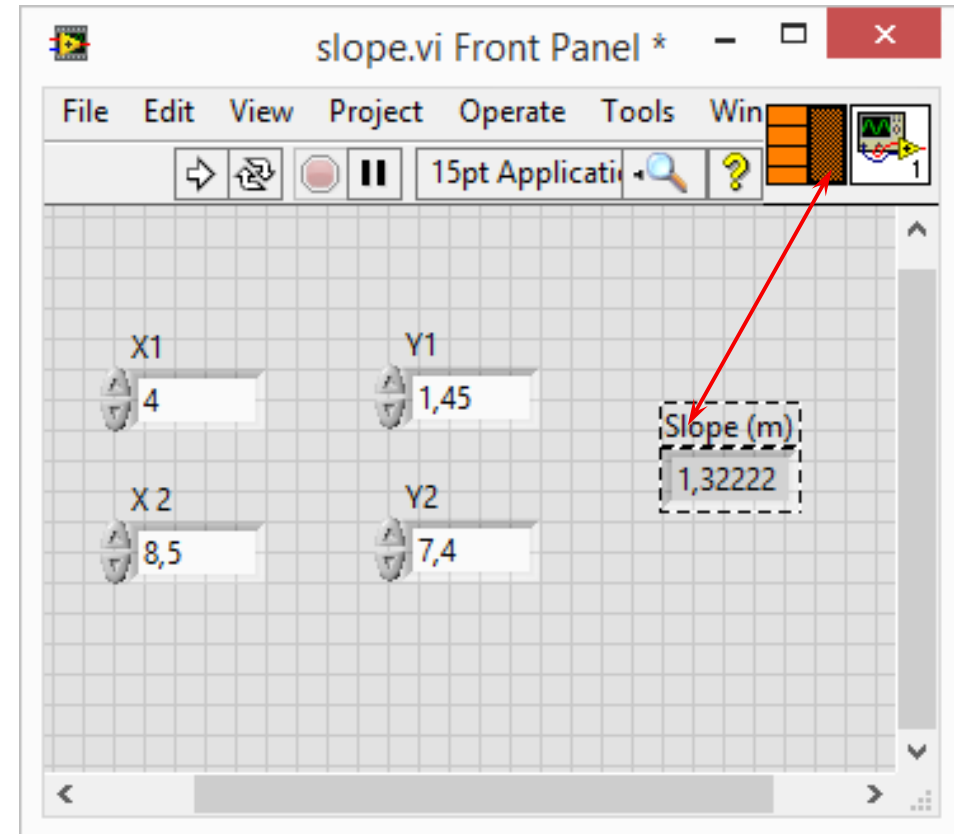 slope.vi Front Panel *
File Edit View Project Operate Tools Win
15pt Applicati
1
X1
4
Y1
1,45
Slope (m)
1,32222
X 2
8,5
Y2
7,4